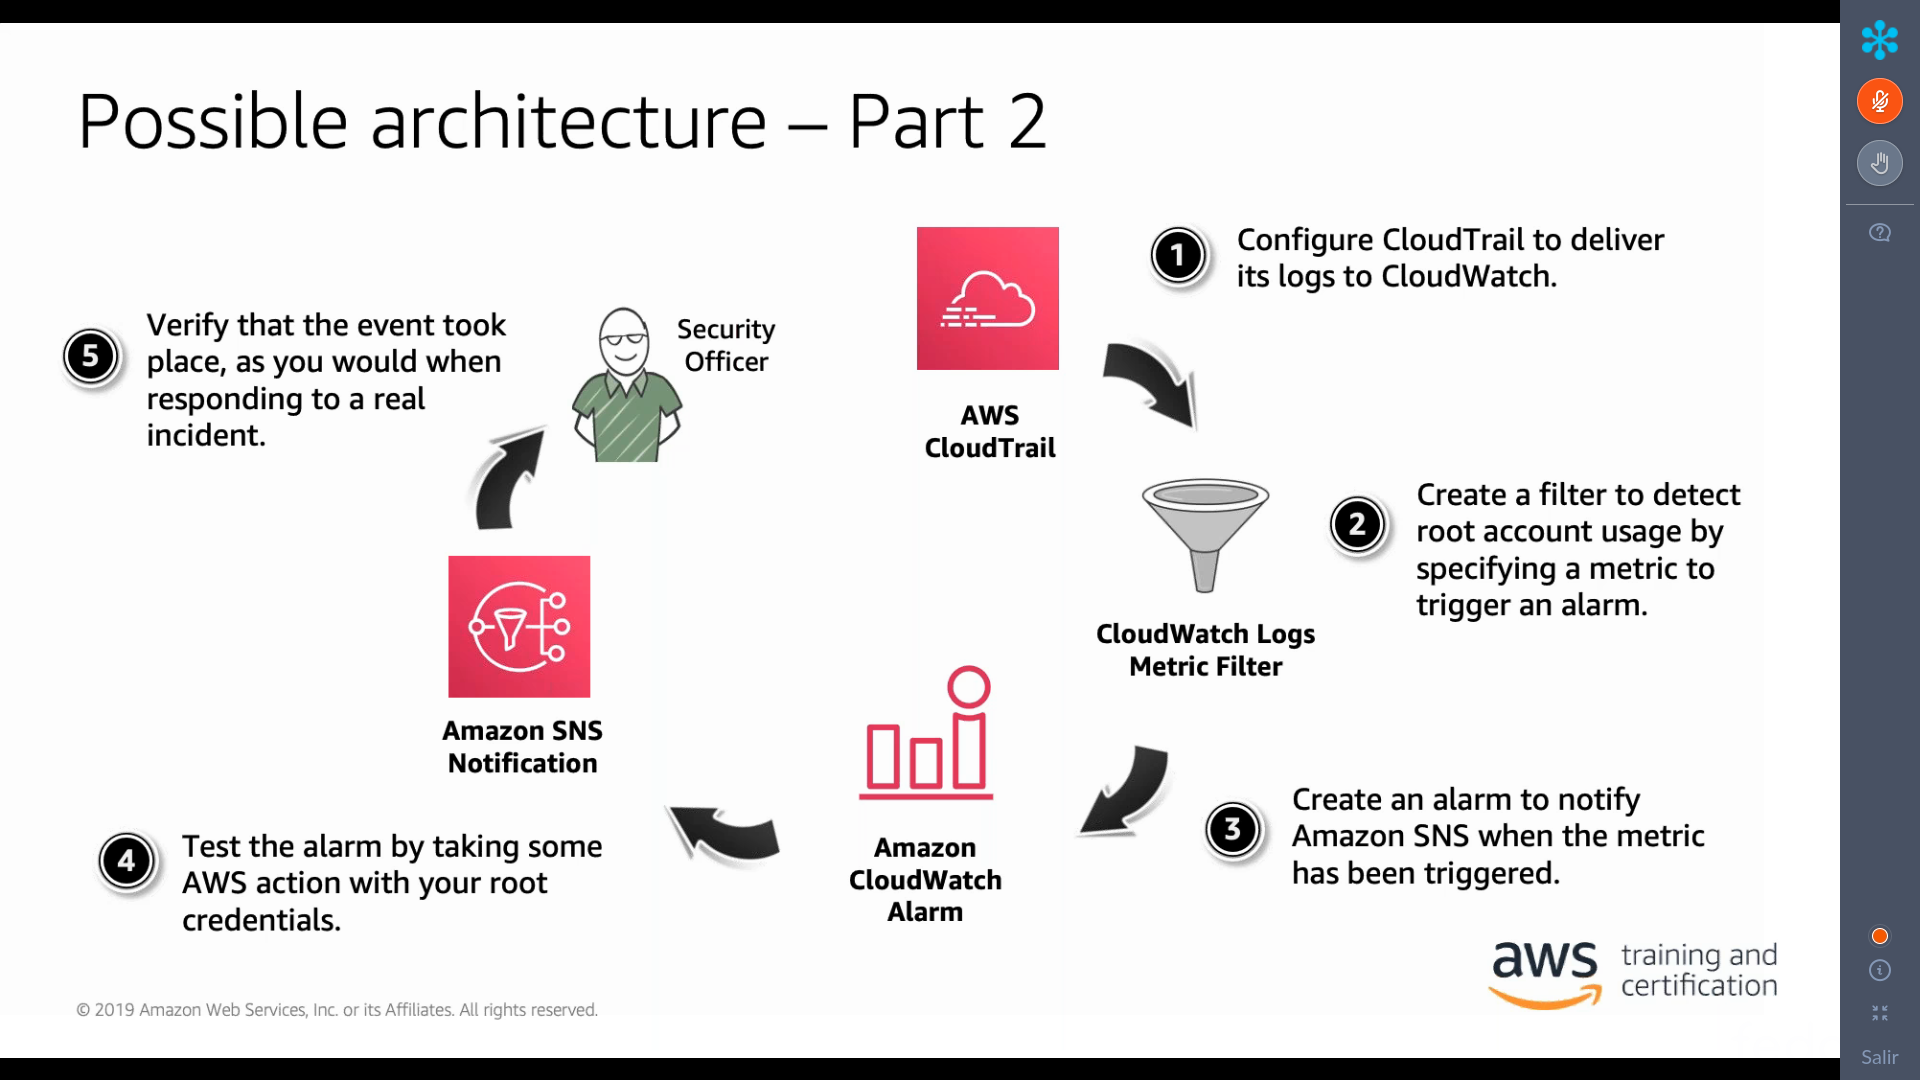 Possible architecture – Part 2
1
Configure CloudTrail to deliver
its logs to CloudWatch.
AWS
CloudTrail
2
Create a filter to detect
root account usage by
specifying a metric to
trigger an alarm.
CloudWatch Logs
Metric Filter
3
Create an alarm to notify
Amazon SNS when the metric
has been triggered.
Amazon
CloudWatch
Alarm
4
Test the alarm by taking some
AWS action with your root
credentials.
Amazon SNS
Notification
5
Verify that the event took
place, as you would when
responding to a real
incident.
Security
Officer
© 2019 Amazon Web Services, Inc. or its Affiliates. All rights reserved.
aws training and
certification
Salir